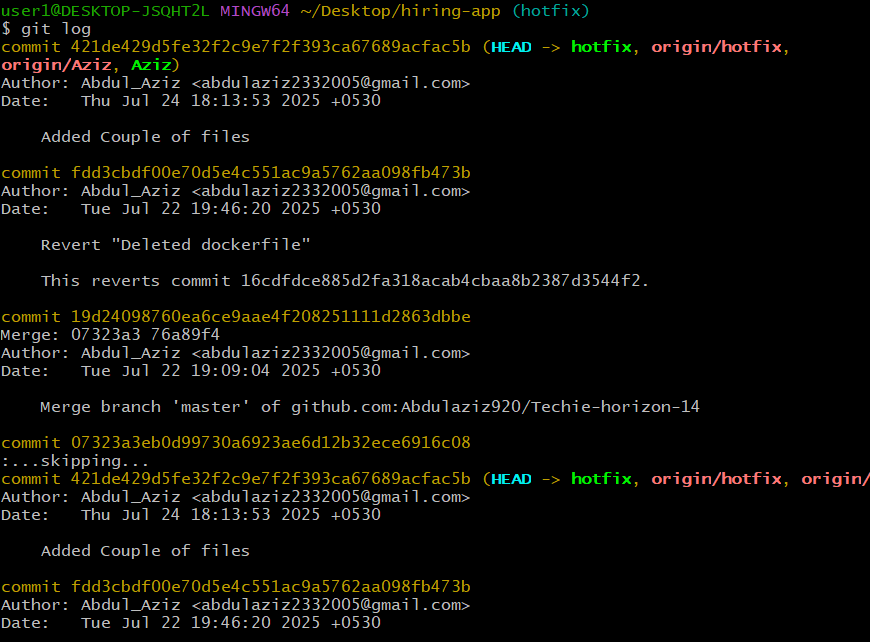 user1@DESKTOP-JSQHT2L MINGW64 ~/Desktop/hiring-app (hotfix)
$ git log
commit 421de429d5fe32f2c9e7f2f393ca67689acfac5b (HEAD -> hotfix, origin/hotfix,
origin/Aziz, Aziz)
Author: Abdul_Aziz <abdulaziz2332005@gmail.com>
Date:   Thu Jul 24 18:13:53 2025 +0530
    Added Couple of files
commit fdd3cbdf00e70d5e4c551ac9a5762aa098fb473b
Author: Abdul_Aziz <abdulaziz2332005@gmail.com>
Date:   Tue Jul 22 19:46:20 2025 +0530
    Revert "Deleted dockerfile"
    This reverts commit 16cdfdce885d2fa318acab4cbaa8b2387d3544f2.
commit 19d24098760ea6ce9aae4f208251111d2863dbbe
Merge: 07323a3 76a89f4
Author: Abdul_Aziz <abdulaziz2332005@gmail.com>
Date:   Tue Jul 22 19:09:04 2025 +0530
    Merge branch 'master' of github.com:Abdulaziz920/Techie-horizon-14
commit 07323a3eb0d99730a6923ae6d12b32ece6916c08
:...skipping...
commit 421de429d5fe32f2c9e7f2f393ca67689acfac5b (HEAD -> hotfix, origin/hotfix, origin/
Author: Abdul_Aziz <abdulaziz2332005@gmail.com>
Date:   Thu Jul 24 18:13:53 2025 +0530
    Added Couple of files
commit fdd3cbdf00e70d5e4c551ac9a5762aa098fb473b
Author: Abdul_Aziz <abdulaziz2332005@gmail.com>
Date:   Tue Jul 22 19:46:20 2025 +0530